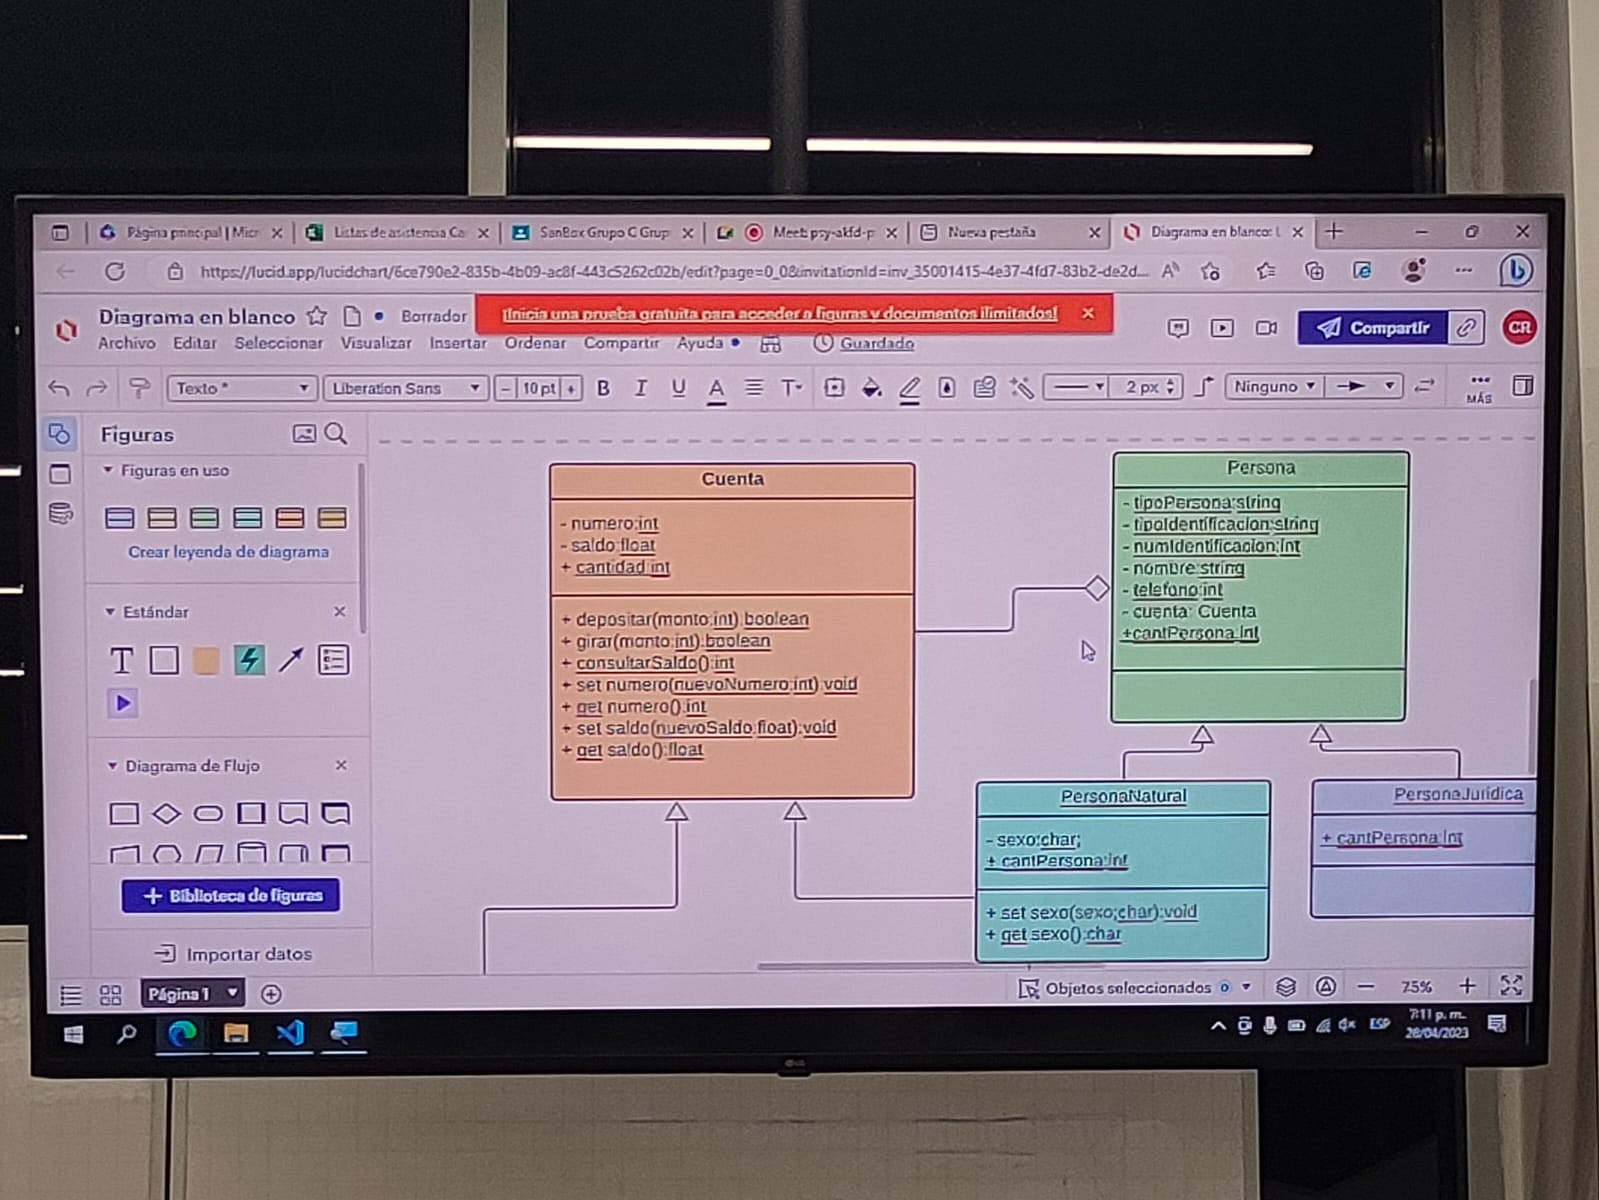 Página principal | Micr
Listas de asistencia Ca
SanBox Grupo C Grup
Meet: psy-akfd-p
Nueva pestaña
Diagrama en blanco: L
https://lucid.app/lucidchart/6ce790e2-835b-4b09-ac8f-443c5262c02b/edit?page=0_0&invitationId=inv_35001415-4e37-4fd7-83b2-de2d...
Diagrama en blanco
Borrador
¡Inicia una prueba gratuita para acceder a figuras y documentos ilimitados!
Compartir
CR
Archivo Editar Seleccionar Visualizar Insertar Ordenar Compartir Ayuda
Guardado
Texto *
Liberation Sans
- 10 pt +
B I U A T
2 px
Ninguno
MÁS
Figuras
Figuras en uso
Crear leyenda de diagrama
Estándar
T
Diagrama de Flujo
Biblioteca de figuras
Importar datos
Cuenta
- numero:int
- saldo:float
+ cantidad:int
+ depositar(monto:int):boolean
+ girar(monto:int):boolean
+ consultarSaldo():int
+ set numero(nuevoNumero:int):void
+ get numero():int
+ set saldo(nuevoSaldo:float):void
+ get saldo():float
Persona
- tipoPersona:string
- tipoIdentificacion:string
- numIdentificacion:int
- nombre:string
- telefono:int
- cuenta: Cuenta
+cantPersona:int
PersonaNatural
- sexo:char;
+ cantPersona:int
+ set sexo(sexo:char):void
+ get sexo():char
PersonaJuridica
+ cantPersona:int
Página 1
Objetos seleccionados 0
75%
ESP
7:11 p. m.
28/04/2023
LG